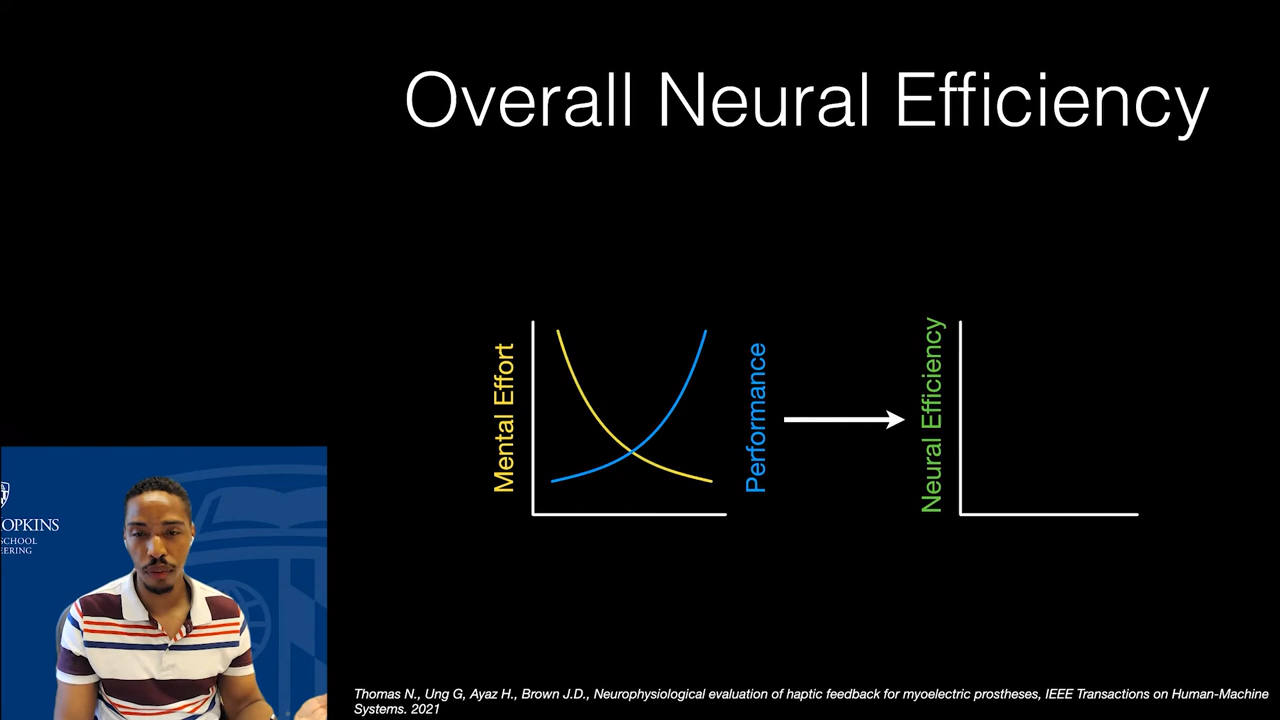 Overall Neural Efficiency
Mental Effort
Performance
Neural Efficiency
OPKINS
SCHOOL
EERING
Thomas N., Ung G, Ayaz H., Brown J.D., Neurophysiological evaluation of haptic feedback for myoelectric prostheses, IEEE Transactions on Human-Machine
Systems. 2021